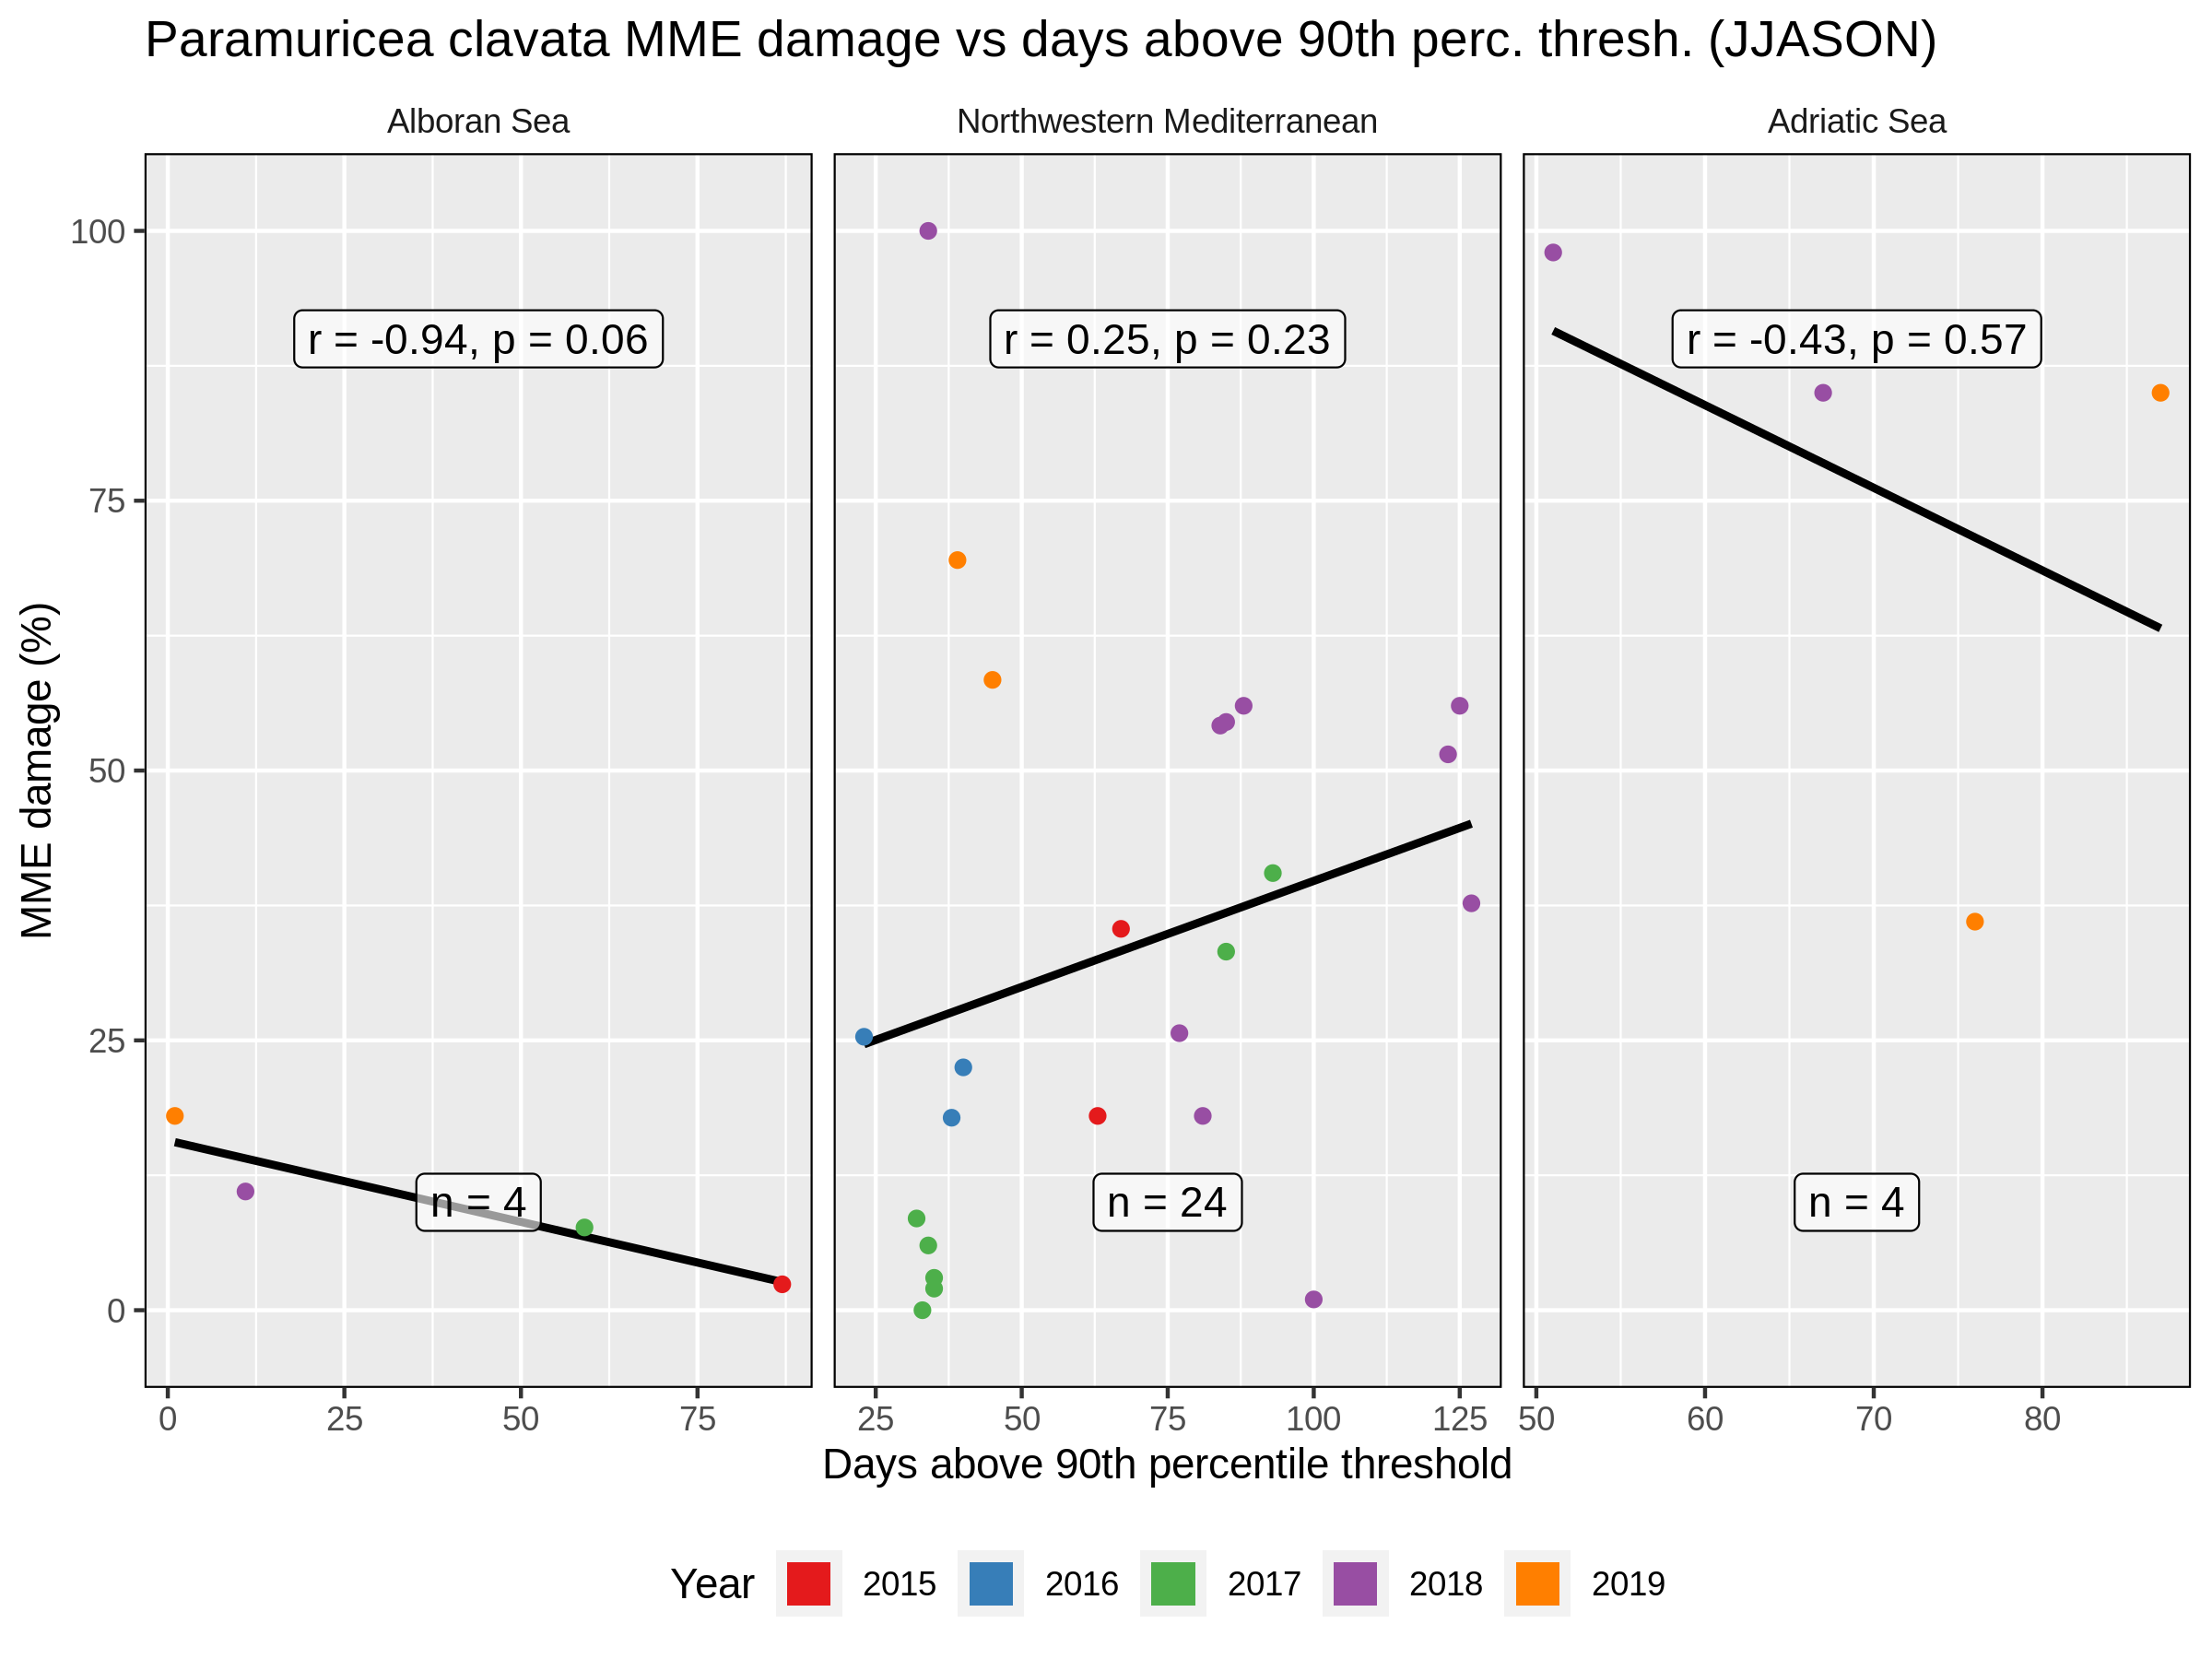 Paramuricea clavata MME damage vs days above 90th perc. thresh. (JJASON)
Alboran Sea Northwestern Mediterranean Adriatic Sea
MME damage (%)
100
75
50
25
0
r = -0.94, p = 0.06
r = 0.25, p = 0.23
r = -0.43, p = 0.57
n = 4
n = 24
n = 4
0 25 50 75 25 50 75 100 125 50 60 70 80
Days above 90th percentile threshold
Year 2015 2016 2017 2018 2019